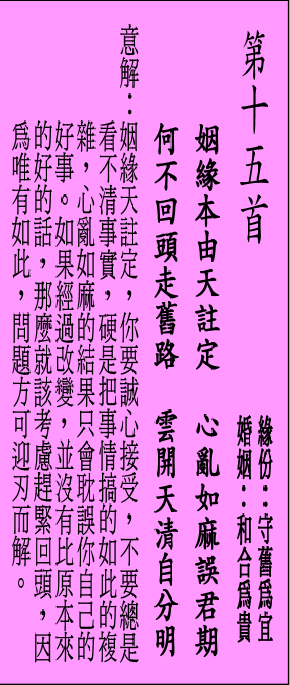 第十五首
緣份：守舊爲宜
婚姻：和合爲貴
姻緣本由天註定　心亂如麻誤君期
何不回頭走舊路　雲開天清自分明
意解：姻緣天註定，你要誠心接受，不要總是
看不清事實，硬是把事情搞的如此的複
雜，心亂如麻的結果只會耽誤你自己的
好事。如果經過改變，並沒有比原本來
的好的話，那麼就該考慮趕緊回頭，因
爲唯有如此，問題方可迎刃而解。